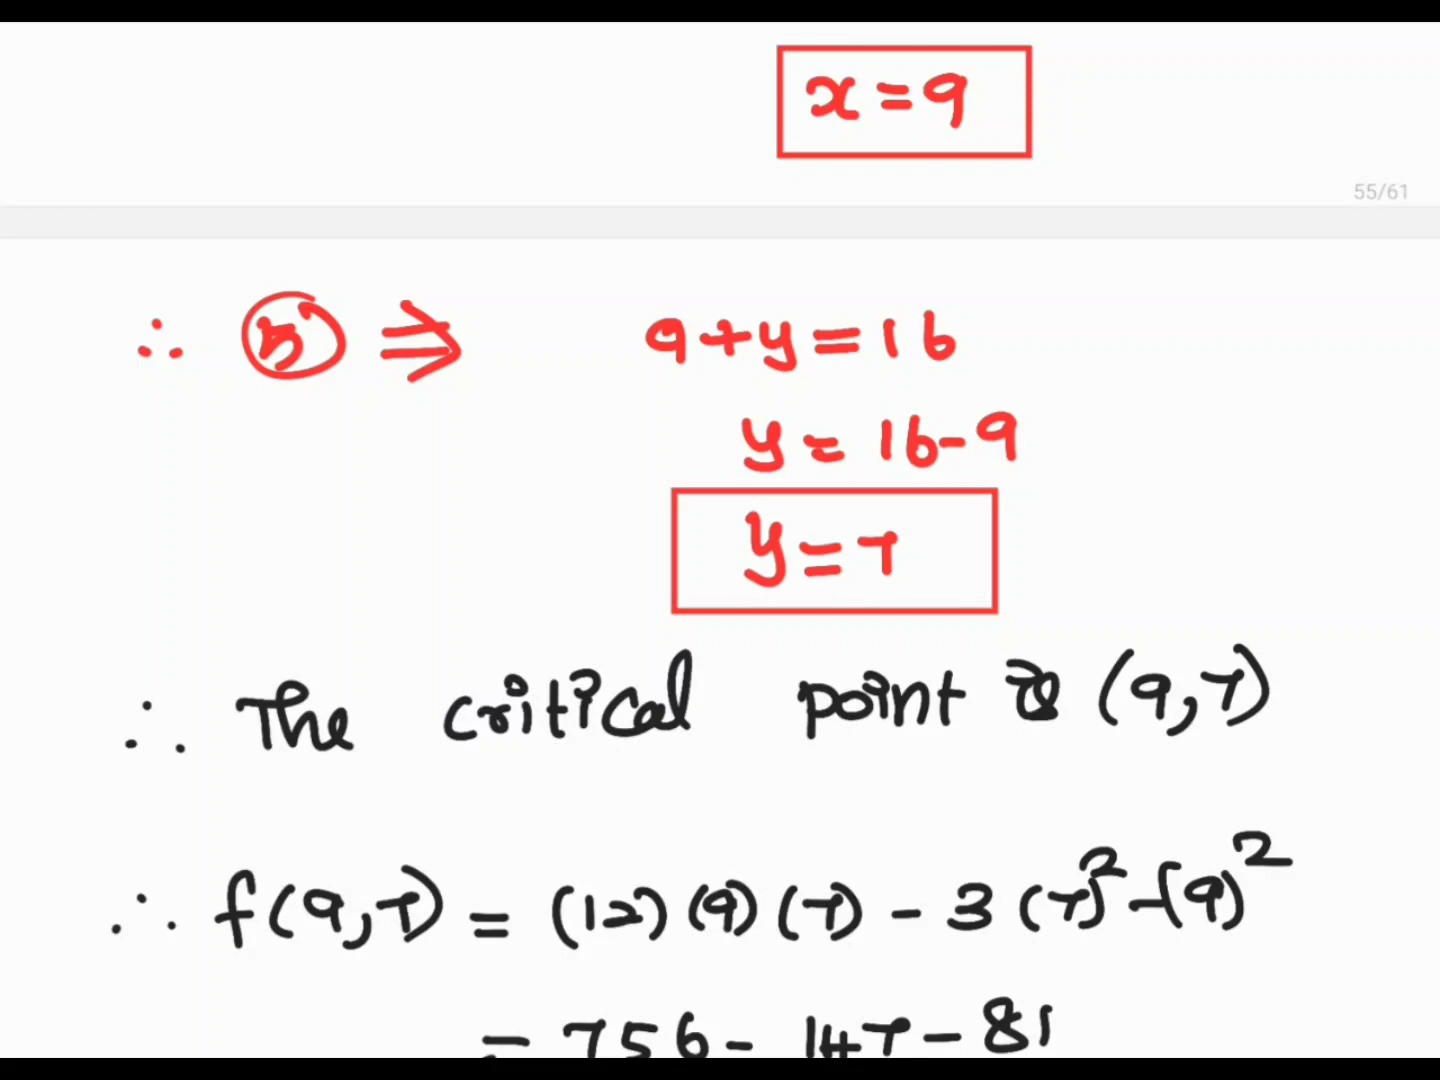 x = 9
55/61
∴ (5) ⇒ 9 + y = 16
y = 16 - 9
y = 7
∴ The critical point is (9, 7)
∴ f(9, 7) = (12)(9)(7) - 3(7)² - (9)²
= 756 - 147 - 81